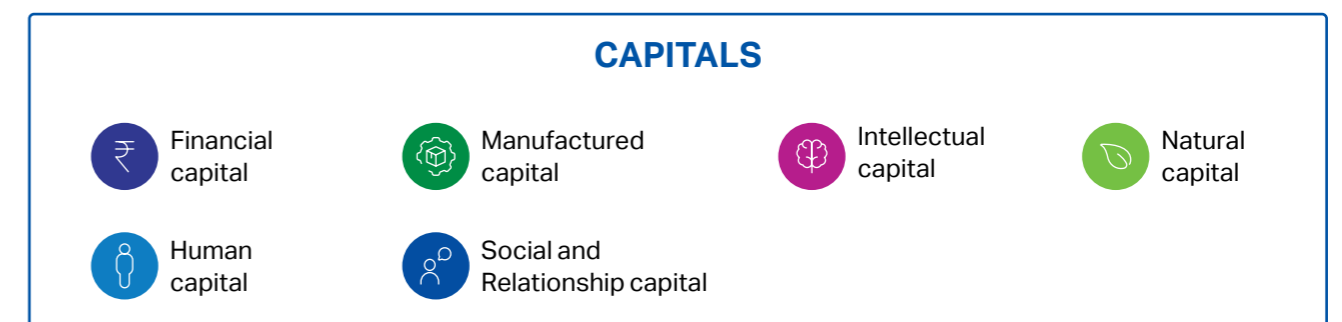 CAPITALS
Financial
capital
Manufactured
capital
Intellectual
capital
Natural
capital
Human
capital
Social and
Relationship capital